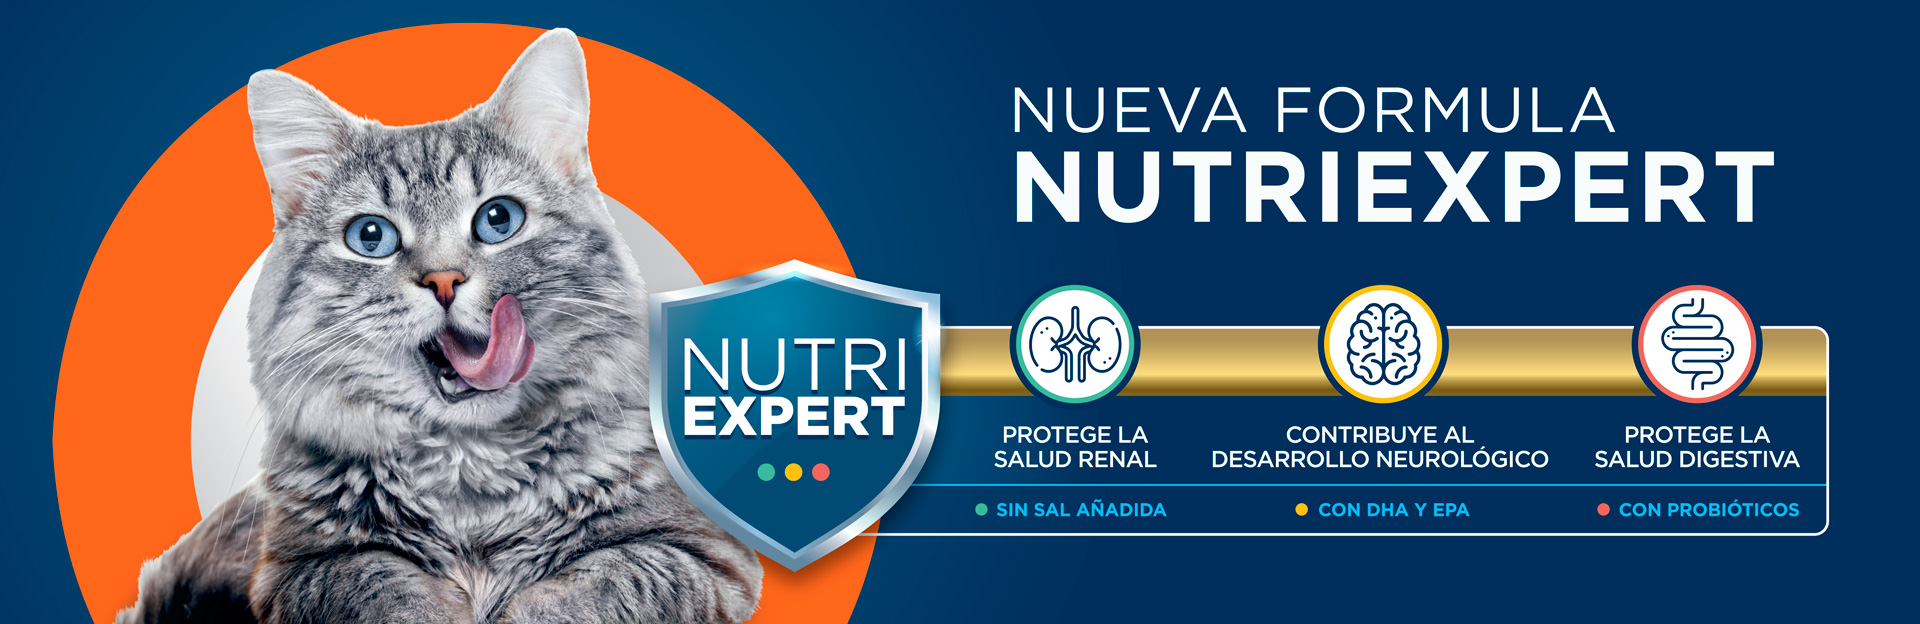 NUEVA FORMULA
NUTRIEXPERT
NUTRI
EXPERT
PROTEGE LA
SALUD RENAL
SIN SAL AÑADIDA
CONTRIBUYE AL
DESARROLLO NEUROLÓGICO
CON DHA Y EPA
PROTEGE LA
SALUD DIGESTIVA
CON PROBIÓTICOS